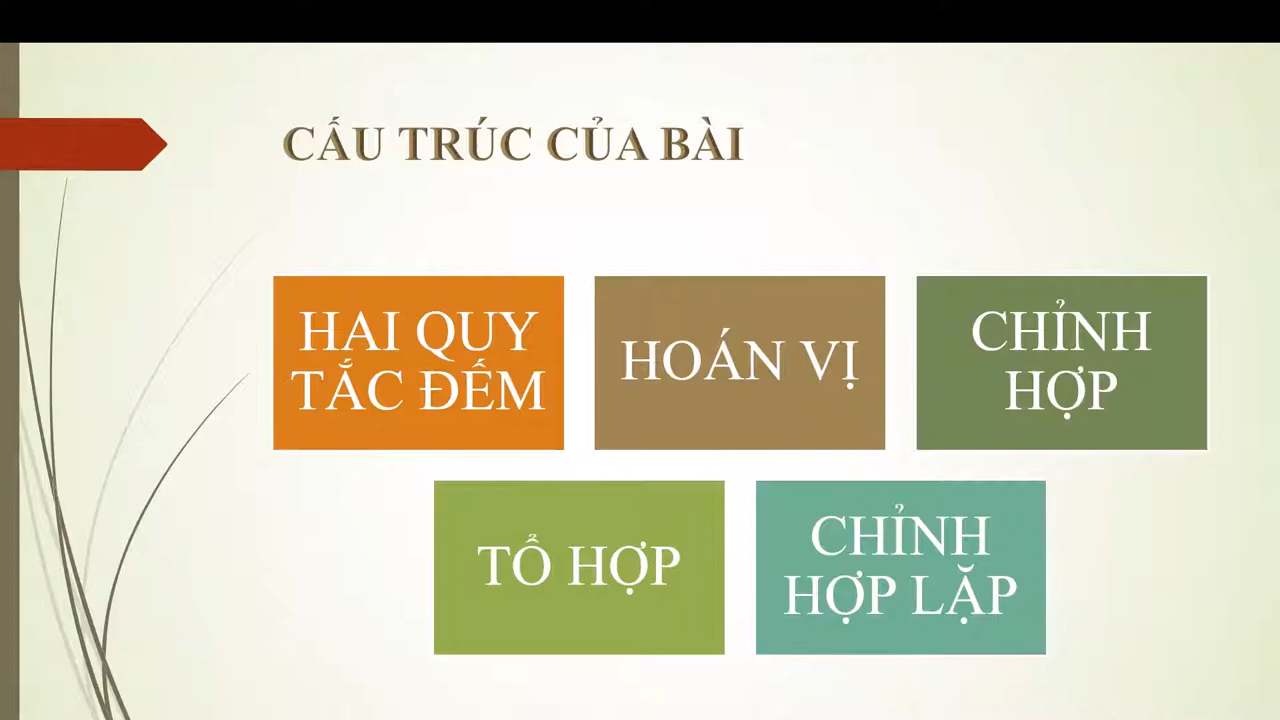 CẤU TRÚC CỦA BÀI
HAI QUY
TẮC ĐẾM
HOÁN VỊ
CHỈNH
HỢP
TỔ HỢP
CHỈNH
HỢP LẶP